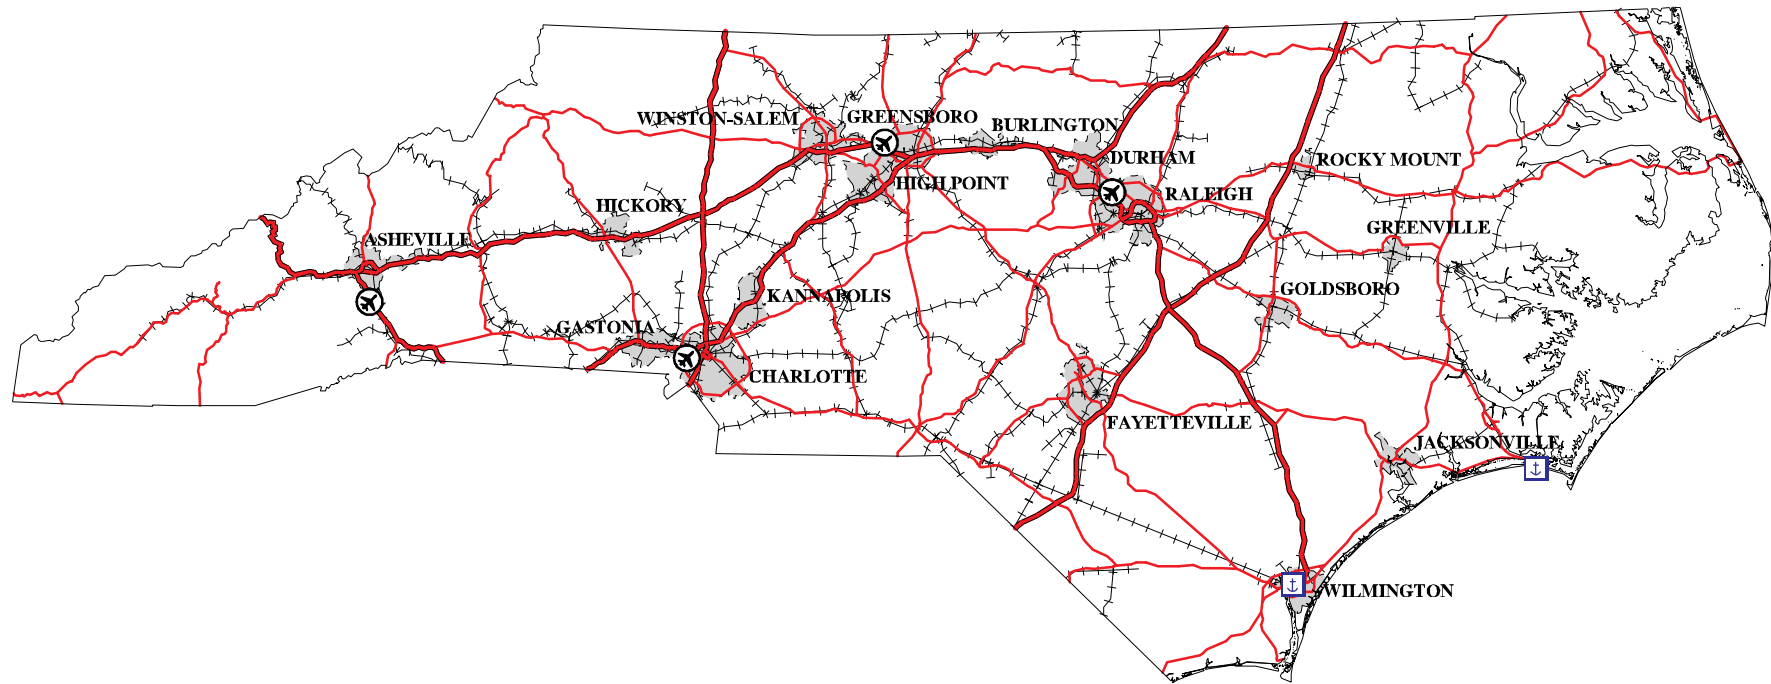 WINSTON-SALEM
GREENSBORO
BURLINGTON
DURHAM
ROCKY MOUNT
HIGH POINT
RALEIGH
HICKORY
GREENVILLE
ASHEVILLE
KANNAPOLIS
GOLDSBORO
GASTONIA
CHARLOTTE
FAYETTEVILLE
JACKSONVILLE
WILMINGTON